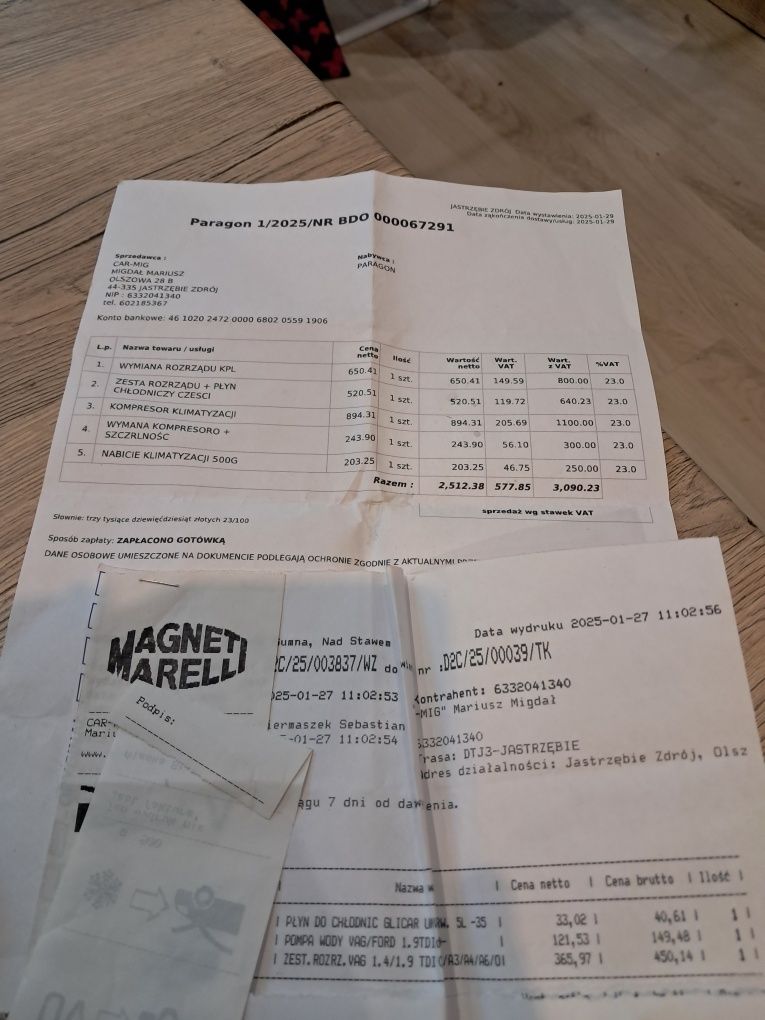 JASTRZĘBIE ZDRÓJ Data wystawienia: 2025-01-29
Data zakończenia dostawy/usług: 2025-01-29
Paragon 1/2025/NR BDO 000067291
Sprzedawca :
CAR-MIG
MIGDAŁ MARIUSZ
OLSZOWA 28 B
44-335 JASTRZĘBIE ZDRÓJ
NIP : 6332041340
tel. 602185367
Nabywca :
PARAGON
Konto bankowe: 46 1020 2472 0000 6802 0559 1906
L.p. Nazwa towaru / usługi Cena netto Ilość Wartość netto Wart. VAT Wart. z VAT %VAT
1. WYMIANA ROZRZĄDU KPL 650.41 1 szt. 650.41 149.59 800.00 23.0
2. ZESTA ROZRZĄDU + PŁYN
CHŁODNICZY CZESCI 520.51 1 szt. 520.51 119.72 640.23 23.0
3. KOMPRESOR KLIMATYZACJI 894.31 1 szt. 894.31 205.69 1100.00 23.0
4. WYMANA KOMPRESORO +
SZCZRLNOŚC 243.90 1 szt. 243.90 56.10 300.00 23.0
5. NABICIE KLIMATYZACJI 500G 203.25 1 szt. 203.25 46.75 250.00 23.0
Razem : 2,512.38 577.85 3,090.23
sprzedaż wg stawek VAT
Słownie: trzy tysiące dziewięćdziesiąt złotych 23/100
Sposób zapłaty: ZAPŁACONO GOTÓWKĄ
DANE OSOBOWE UMIESZCZONE NA DOKUMENCIE PODLEGAJĄ OCHRONIE ZGODNIE Z AKTUALNYMI
MAGNETI
MARELLI
Podpis:
CAR-
Mariu
www.
iumna, Nad Stawem
2C/25/003837/WZ do
025-01-27 11:02:53
iermaszek Sebastian
-01-27 11:02:54
ągu 7 dni od da
Data wydruku 2025-01-27 11:02:56
nr :D2C/25/00039/TK
Kontrahent: 6332041340
-MIG" Mariusz Migdał
6332041340
Trasa: DTJ3-JASTRZĘBIE
Adres działalności: Jastrzębie Zdrój, Olsz
enia.
Nazwa | Cena netto | Cena brutto | Ilość |
| PŁYN DO CHŁODNIC GLICAR 5L -35 | 33,02 | 40,61 | 1 |
| POMPA WODY VAG/FORD 1.9TDI | 121,53 | 149,48 | 1 |
| ZEST.ROZRZ.VAG 1.4/1.9 TDI /A3/A4/A6/O| 365,97 | 450,14 | 1 |